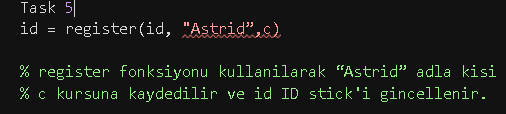 Task 5
id = register(id, "Astrid”,c)
% register fonksiyonu kullanilarak “Astrid” adla kisi
% c kursuna kaydedilir ve id ID stick'i gincellenir.